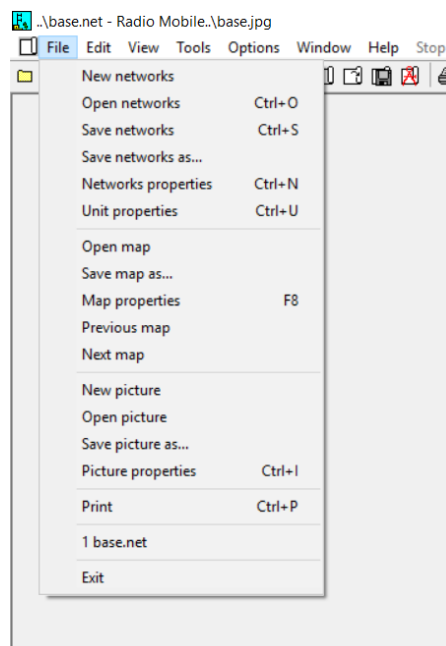 ..\base.net - Radio Mobile..\base.jpg
File Edit View Tools Options Window Help Stop
New networks
Open networks Ctrl+O
Save networks Ctrl+S
Save networks as...
Networks properties Ctrl+N
Unit properties Ctrl+U
Open map
Save map as...
Map properties F8
Previous map
Next map
New picture
Open picture
Save picture as...
Picture properties Ctrl+I
Print Ctrl+P
1 base.net
Exit